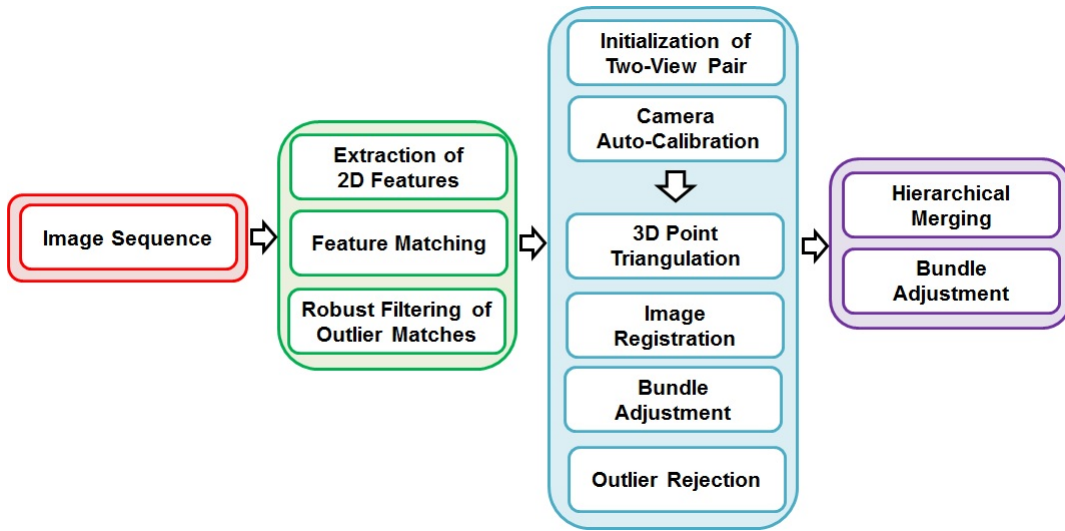 Image Sequence
Extraction of
2D Features
Feature Matching
Robust Filtering of
Outlier Matches
Initialization of
Two-View Pair
Camera
Auto-Calibration
3D Point
Triangulation
Image
Registration
Bundle
Adjustment
Outlier Rejection
Hierarchical
Merging
Bundle
Adjustment